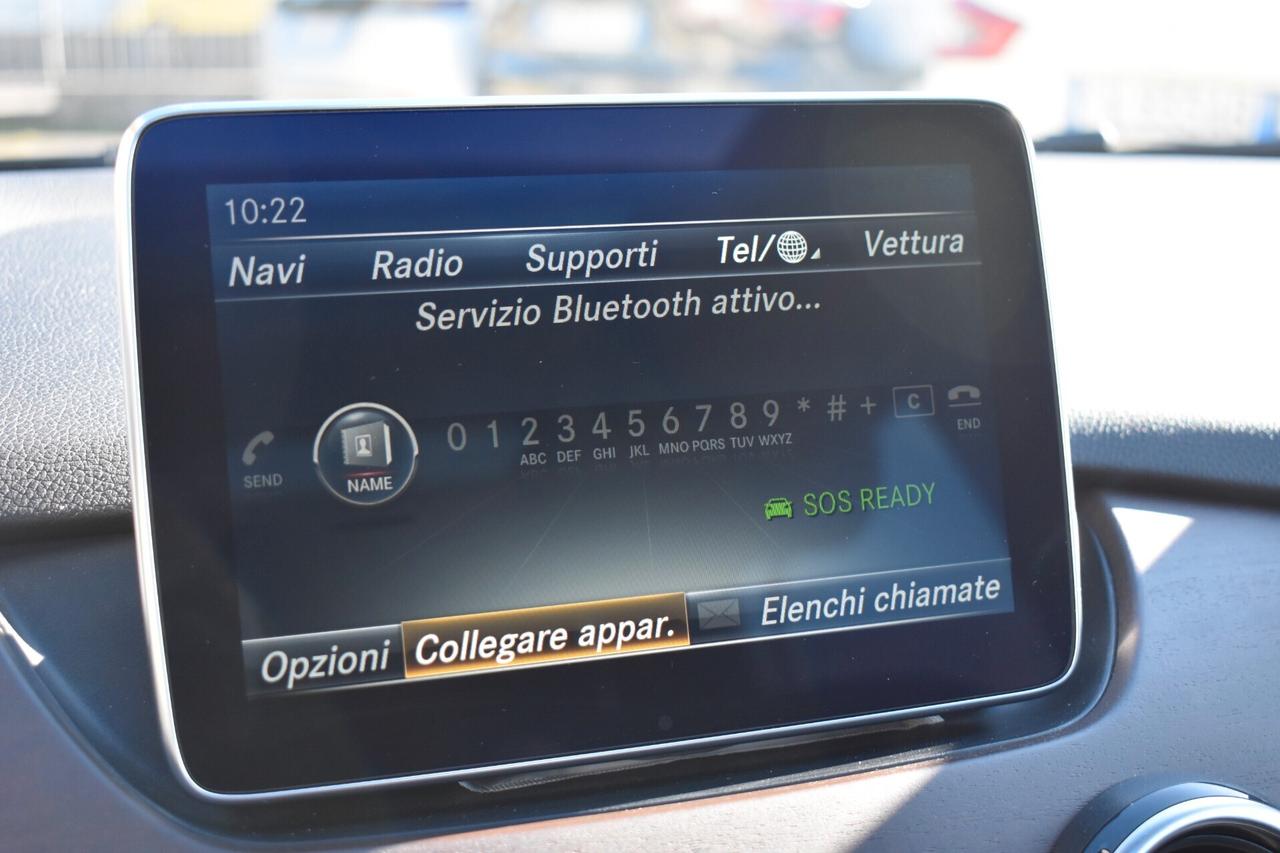 10:22
Navi Radio Supporti Tel/ Vettura
Servizio Bluetooth attivo...
SEND NAME 0 1 2 3 4 5 6 7 8 9 * # + C END
ABC DEF GHI JKL MNO PQRS TUV WXYZ
SOS READY
Opzioni Collegare appar. Elenchi chiamate